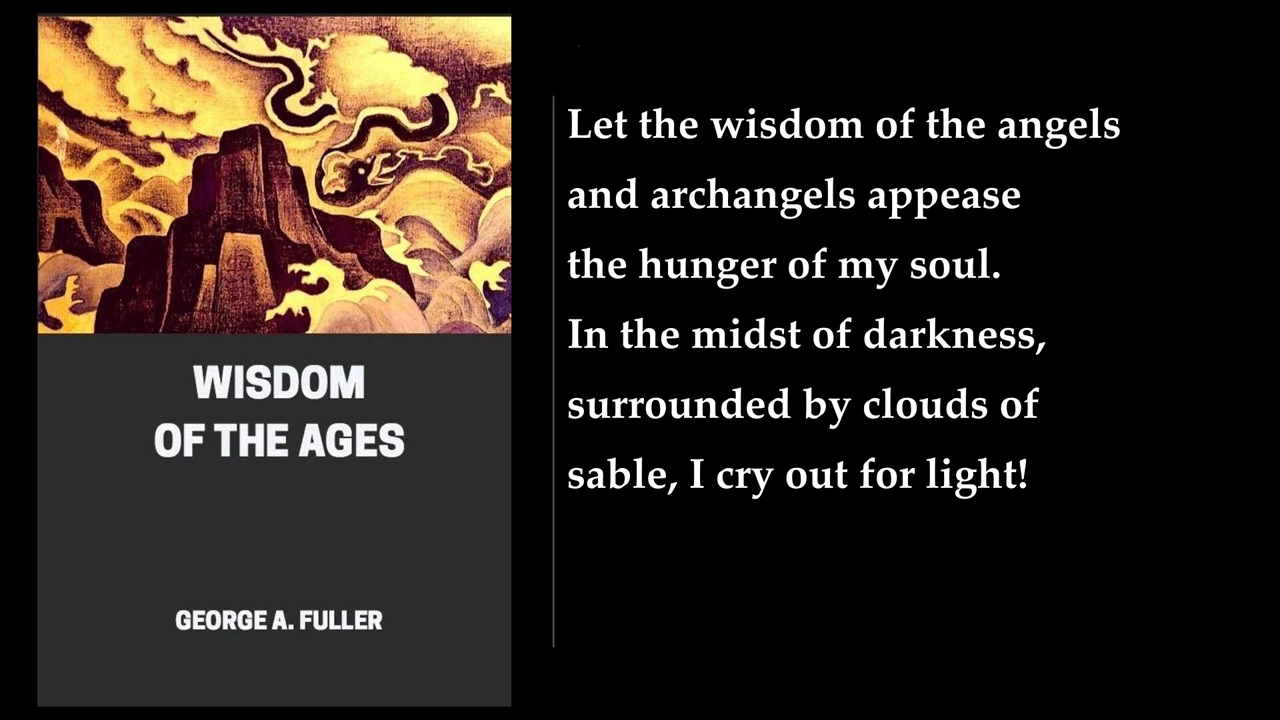 WISDOM
OF THE AGES
GEORGE A. FULLER
Let the wisdom of the angels
and archangels appease
the hunger of my soul.
In the midst of darkness,
surrounded by clouds of
sable, I cry out for light!